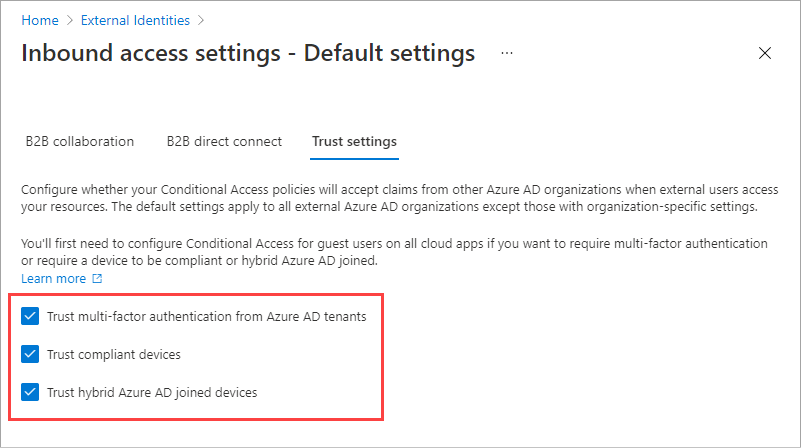 Home > External Identities >
Inbound access settings - Default settings ...
B2B collaboration B2B direct connect Trust settings
Configure whether your Conditional Access policies will accept claims from other Azure AD organizations when external users access
your resources. The default settings apply to all external Azure AD organizations except those with organization-specific settings.
You'll first need to configure Conditional Access for guest users on all cloud apps if you want to require multi-factor authentication
or require a device to be compliant or hybrid Azure AD joined.
Learn more
Trust multi-factor authentication from Azure AD tenants
Trust compliant devices
Trust hybrid Azure AD joined devices